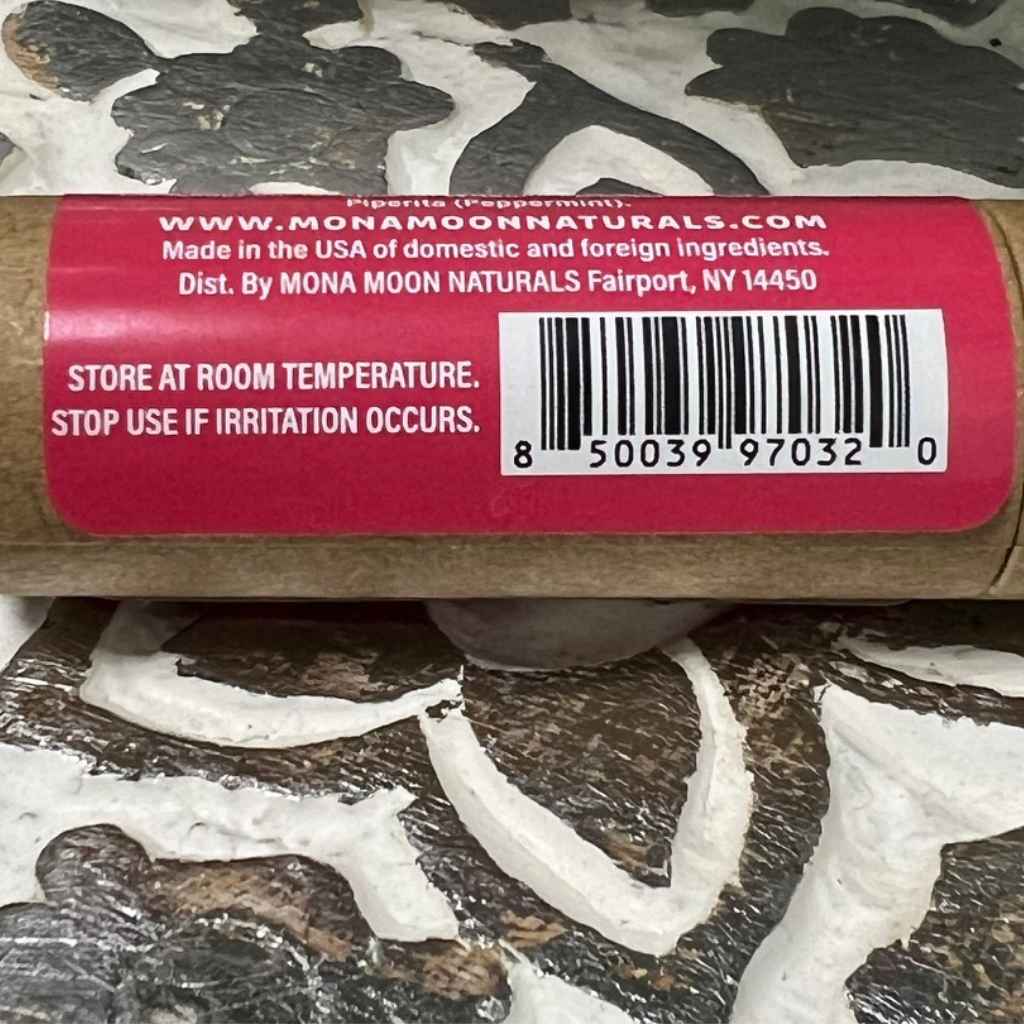 Piperita (Peppermint).
WWW.MONAMOONNATURALS.COM
Made in the USA of domestic and foreign ingredients.
Dist. By MONA MOON NATURALS Fairport, NY 14450
STORE AT ROOM TEMPERATURE.
STOP USE IF IRRITATION OCCURS.
8 50039 97032 0